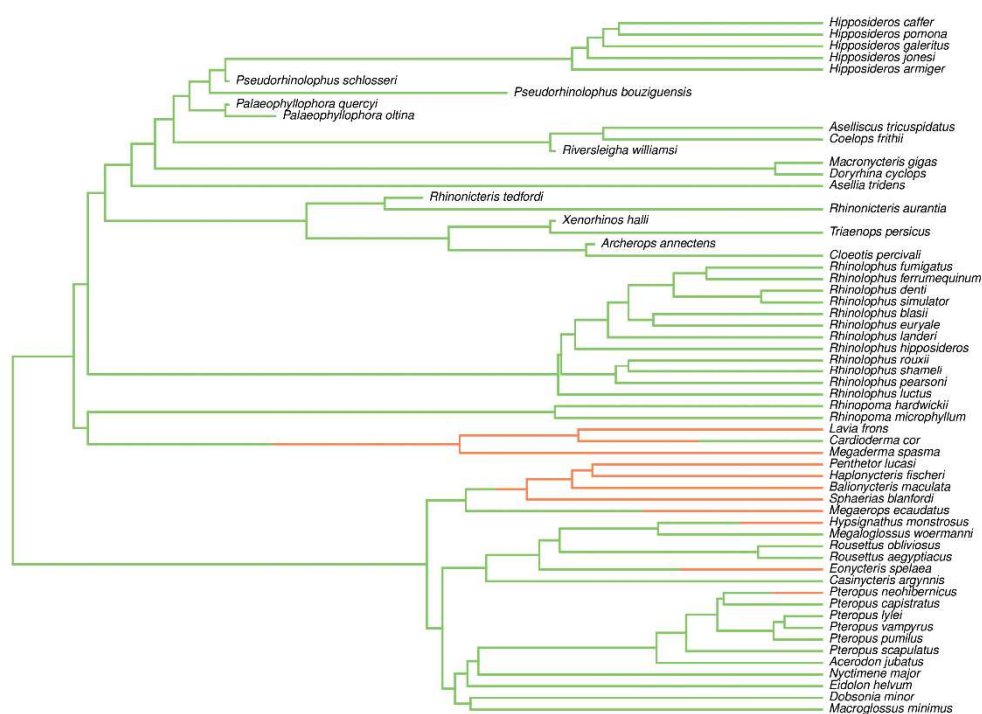 Hipposideros caffer
Hipposideros pomona
Hipposideros galeritus
Hipposideros jonesi
Hipposideros armiger
Pseudorhinolophus schlosseri
Pseudorhinolophus bouziguensis
Palaeophyllophora quercyi
Palaeophyllophora oltina
Aselliscus tricuspidatus
Coelops frithii
Riversleigha williamsi
Macronycteris gigas
Doryrhina cyclops
Asellia tridens
Rhinonicteris tedfordi
Rhinonicteris aurantia
Xenorhinos halli
Triaenops persicus
Archerops annectens
Cloeotis percivali
Rhinolophus fumigatus
Rhinolophus ferrumequinum
Rhinolophus denti
Rhinolophus simulator
Rhinolophus blasii
Rhinolophus euryale
Rhinolophus landeri
Rhinolophus hipposideros
Rhinolophus rouxii
Rhinolophus shameli
Rhinolophus pearsoni
Rhinolophus luctus
Rhinopoma hardwickii
Rhinopoma microphyllum
Lavia frons
Cardioderma cor
Megaderma spasma
Penthetor lucasi
Haplonycteris fischeri
Balionycteris maculata
Sphaerias blanfordi
Megaerops ecaudatus
Hypsignathus monstrosus
Megaloglossus woermanni
Rousettus obliviosus
Rousettus aegyptiacus
Eonycteris spelaea
Casinycteris argynnis
Pteropus neohibernicus
Pteropus capistratus
Pteropus lylei
Pteropus vampyrus
Pteropus pumilus
Pteropus scapulatus
Acerodon jubatus
Nyctimene major
Eidolon helvum
Dobsonia minor
Macroglossus minimus